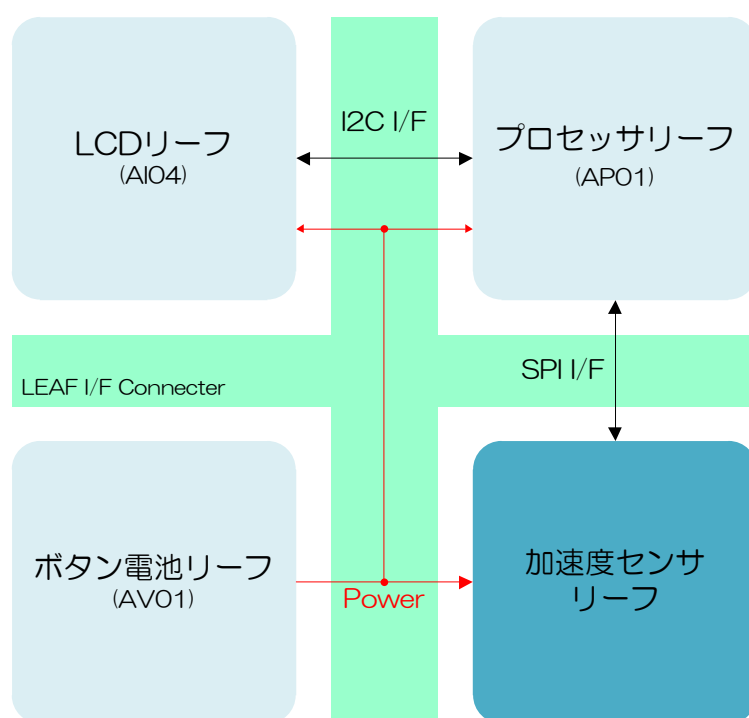 LCDリーフ
(AI04)
I2C I/F
プロセッサリーフ
(AP01)
LEAF I/F Connecter
SPI I/F
ボタン電池リーフ
(AV01)
Power
加速度センサ
リーフ